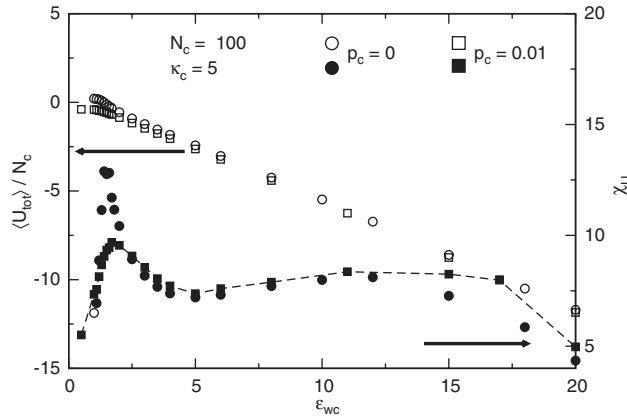 5
0
-5
-10
-15
⟨U_tot⟩ / N_c
N_c = 100
κ_c = 5
p_c = 0
p_c = 0.01
20
15
10
5
χ_U
0
5
10
15
20
ε_wc